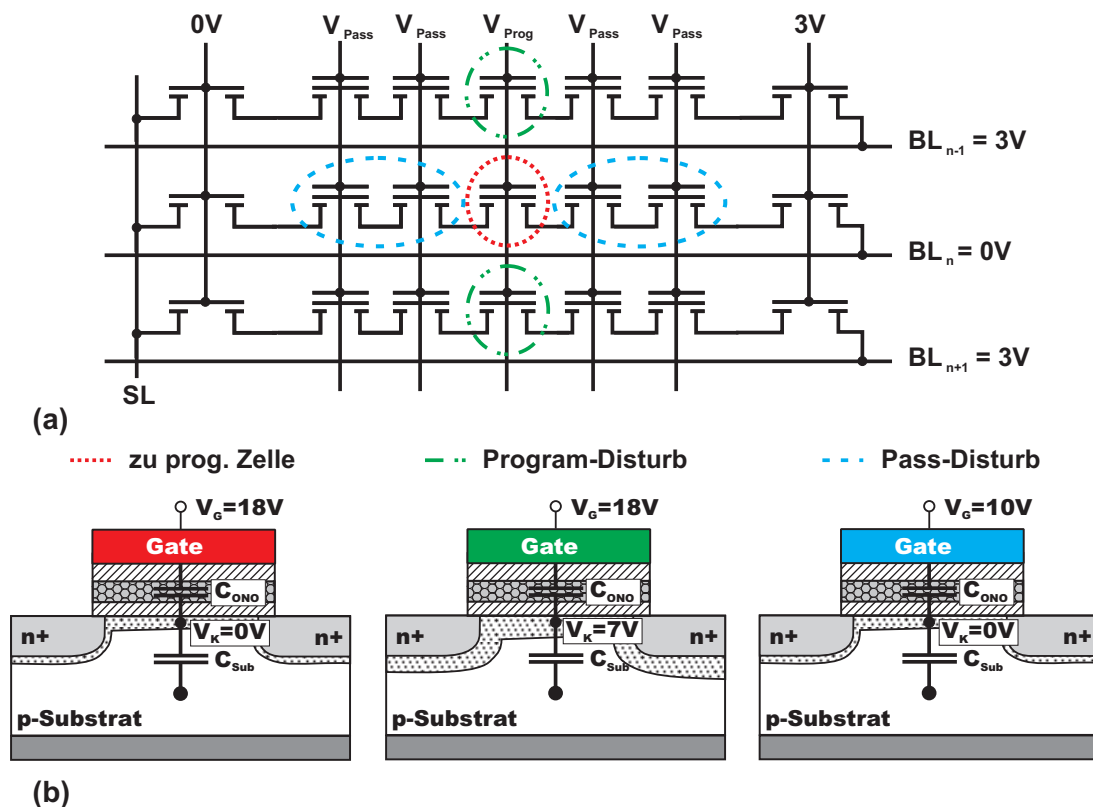 0V V Pass V Pass V Prog V Pass V Pass 3V
BL n-1 = 3V
BL n = 0V
BL n+1 = 3V
SL
(a)
zu prog. Zelle Program-Disturb Pass-Disturb
V G =18V V G =18V V G =10V
Gate Gate Gate
C ONO C ONO C ONO
n+ V K =0V n+ n+ V K =7V n+ n+ V K =0V n+
C Sub C Sub C Sub
p-Substrat p-Substrat p-Substrat
(b)